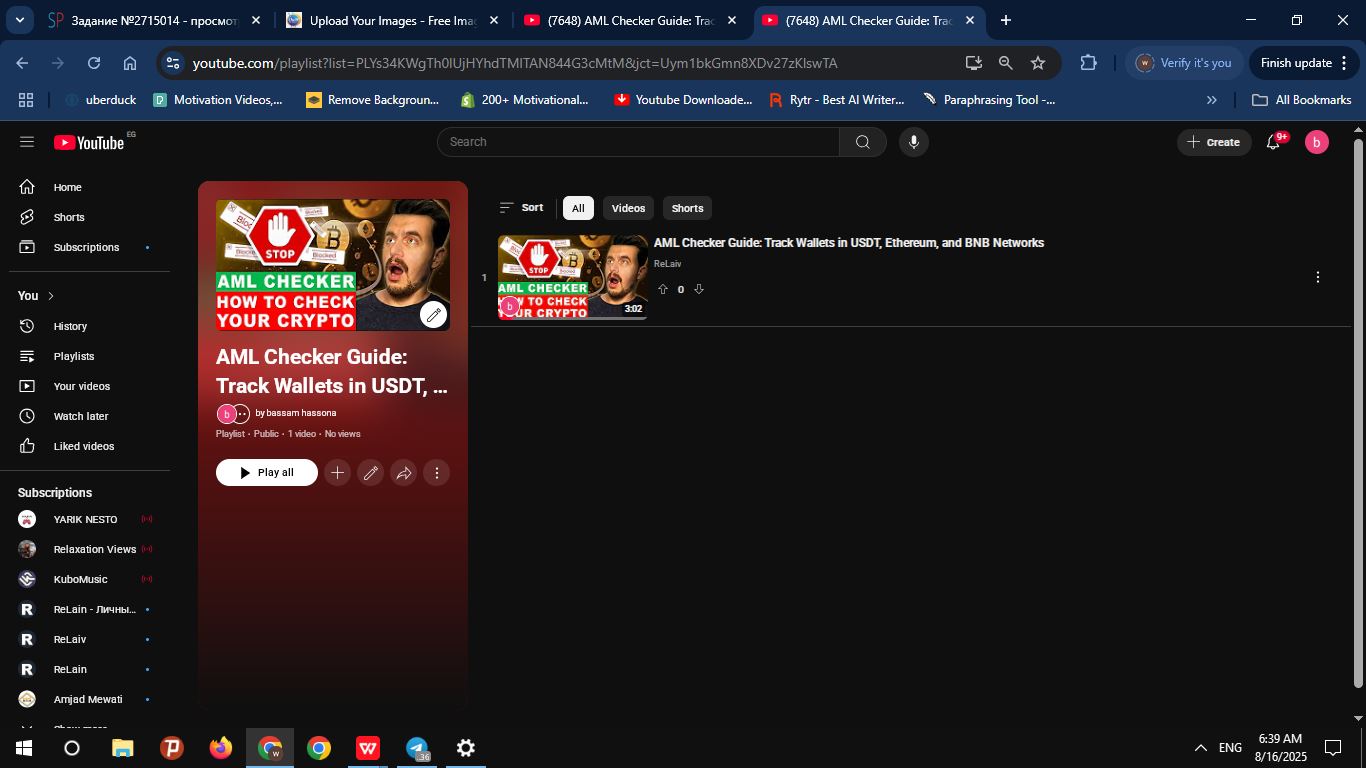 Задание №2715014 - просмот
Upload Your Images - Free Imag
(7648) AML Checker Guide: Trac
(7648) AML Checker Guide: Trac
youtube.com/playlist?list=PLYs34KWgTh0lUjHYhdTMlTAN844G3cMtM&jct=Uym1bkGmn8XDv27zKlswTA
Verify it's you
Finish update
uberduck
Motivation Videos,...
Remove Backgroun...
200+ Motivational...
Youtube Downloade...
Rytr - Best AI Writer...
Paraphrasing Tool -...
All Bookmarks
YouTube EG
Search
Create
9+
b
Home
Shorts
Subscriptions
You
History
Playlists
Your videos
Watch later
Liked videos
Subscriptions
YARIK NESTO
Relaxation Views
KuboMusic
ReLain - Личны...
ReLaiv
ReLain
Amjad Mewati
STOP
Blocked
AML CHECKER
HOW TO CHECK
YOUR CRYPTO
AML Checker Guide:
Track Wallets in USDT, ...
b
by bassam hassona
Playlist • Public • 1 video • No views
Play all
Sort
All
Videos
Shorts
1
STOP
AML CHECKER
HOW TO CHECK
YOUR CRYPTO
b
3:02
AML Checker Guide: Track Wallets in USDT, Ethereum, and BNB Networks
ReLaiv
0
36
ENG
6:39 AM
8/16/2025